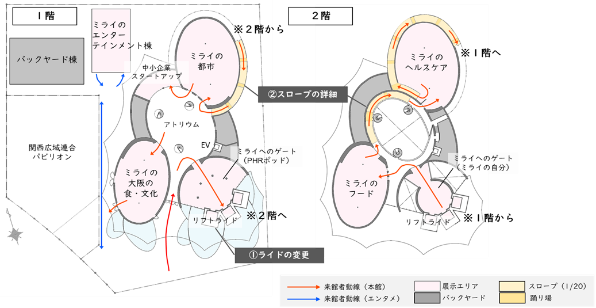 1階
ミライの
エンター
テインメント棟
バックヤード棟
中小企業
スタートアップ
ミライの
都市
※2階から
②スロープの詳細
関西広域連合
パビリオン
アトリウム
EV
ミライへのゲート
(PHRポッド)
ミライの
大阪の
食・文化
リフトライド
※2階へ
①ライドの変更
2階
ミライの
ヘルスケア
※1階へ
ミライへのゲート
(ミライの自分)
ミライの
フード
リフトライド
※1階から
来館者動線(本館)
来館者動線(エンタメ)
展示エリア
バックヤード
スロープ(1/20)
踊り場